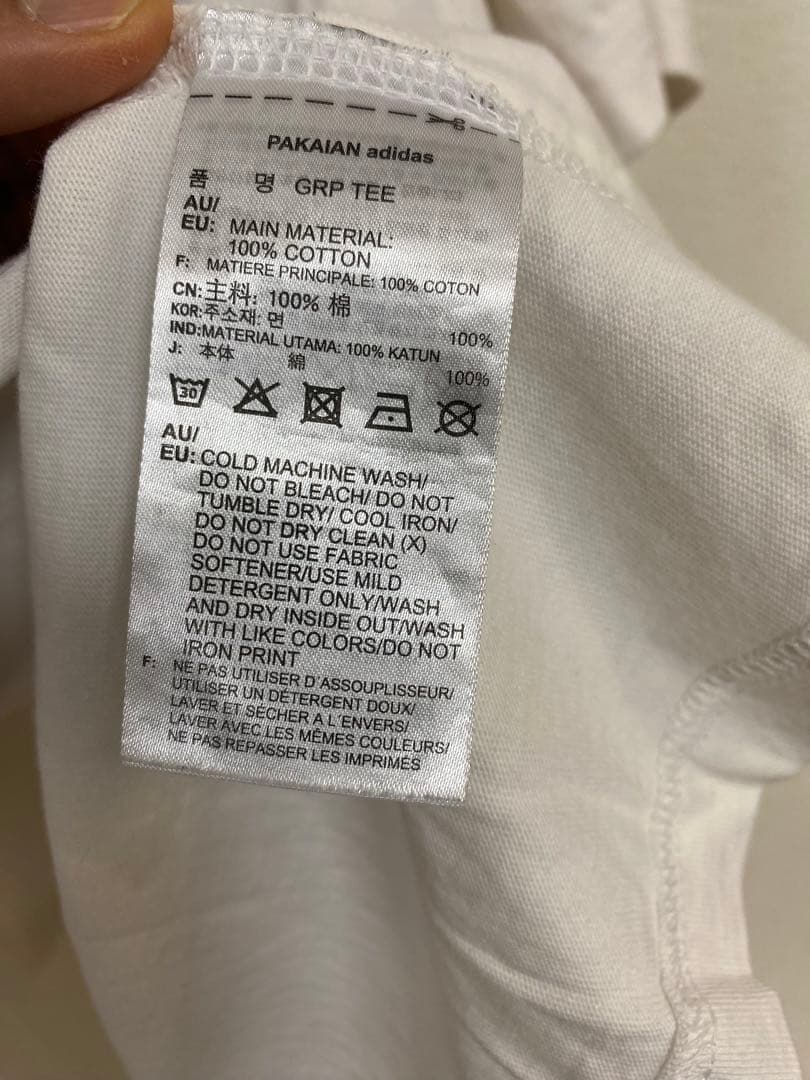 PAKAIAN adidas
품 명 GRP TEE
AU/
EU: MAIN MATERIAL:
100% COTTON
F: MATIERE PRINCIPALE: 100% COTON
CN:主料: 100% 棉
KOR:주소재: 면 100%
IND:MATERIAL UTAMA: 100% KATUN
J: 本体 綿 100%
30
AU/
EU: COLD MACHINE WASH/
DO NOT BLEACH/ DO NOT
TUMBLE DRY/ COOL IRON/
DO NOT DRY CLEAN (X)
DO NOT USE FABRIC
SOFTENER/USE MILD
DETERGENT ONLY/WASH
AND DRY INSIDE OUT/WASH
WITH LIKE COLORS/DO NOT
IRON PRINT
F: NE PAS UTILISER D'ASSOUPLISSEUR/
UTILISER UN DÉTERGENT DOUX/
LAVER ET SÉCHER A L'ENVERS/
LAVER AVEC LES MÊMES COULEURS/
NE PAS REPASSER LES IMPRIMÉS